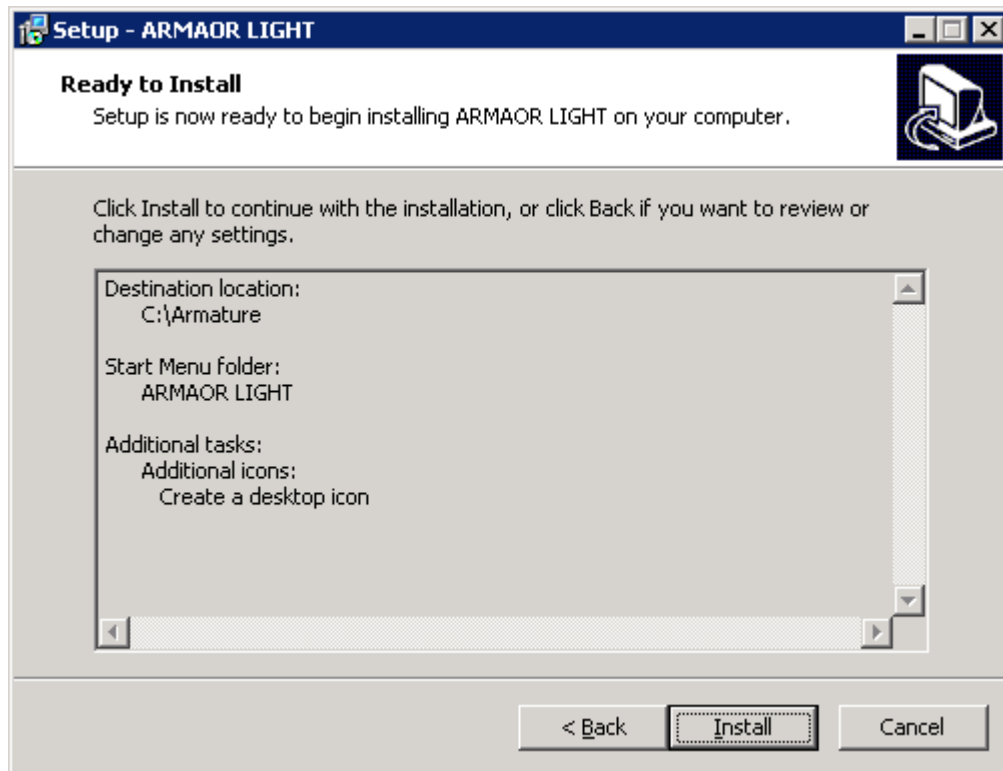 Setup - ARMAOR LIGHT
Ready to Install
Setup is now ready to begin installing ARMAOR LIGHT on your computer.
Click Install to continue with the installation, or click Back if you want to review or
change any settings.
Destination location:
C:\Armature
Start Menu folder:
ARMAOR LIGHT
Additional tasks:
Additional icons:
Create a desktop icon
< Back
Install
Cancel